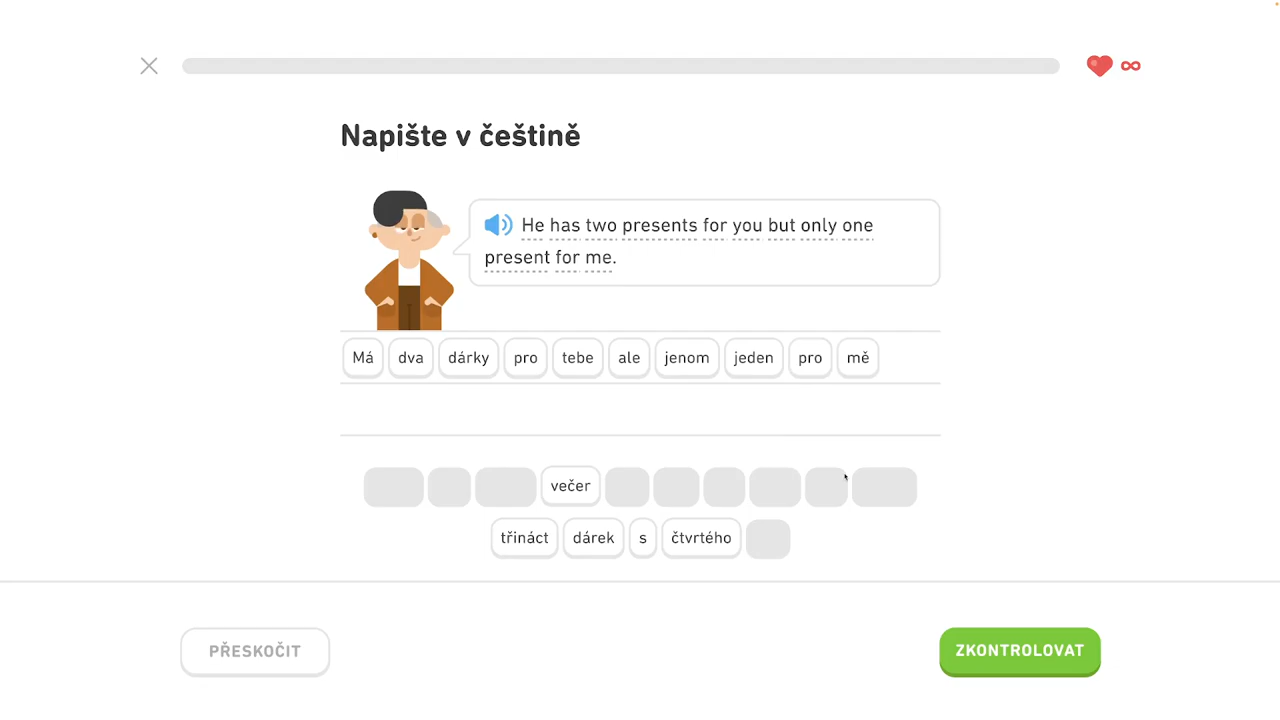 ∞
Napište v češtině
He has two presents for you but only one
present for me.
Má dva dárky pro tebe ale jenom jeden pro mě
večer
třináct dárek s čtvrtého
PŘESKOČIT
ZKONTROLOVAT